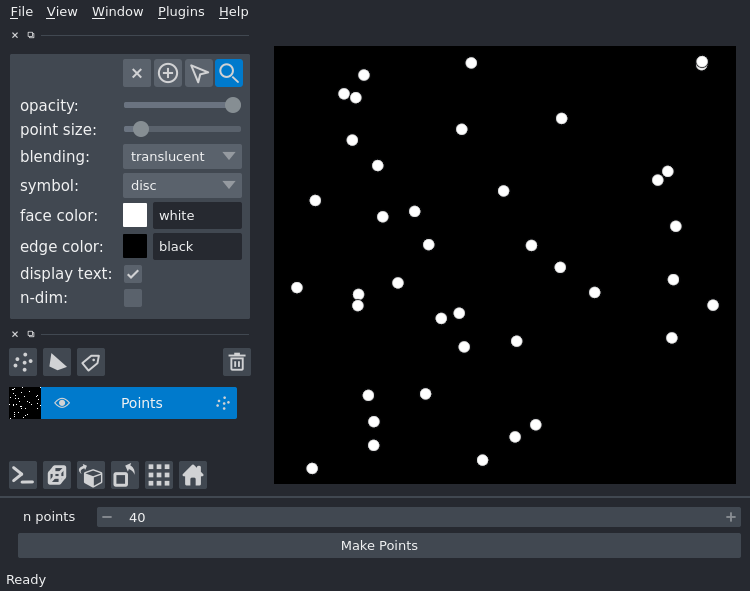 File View Window Plugins Help
opacity:
point size:
blending: translucent
symbol: disc
face color: white
edge color: black
display text:
n-dim:
Points
n points 40
Make Points
Ready